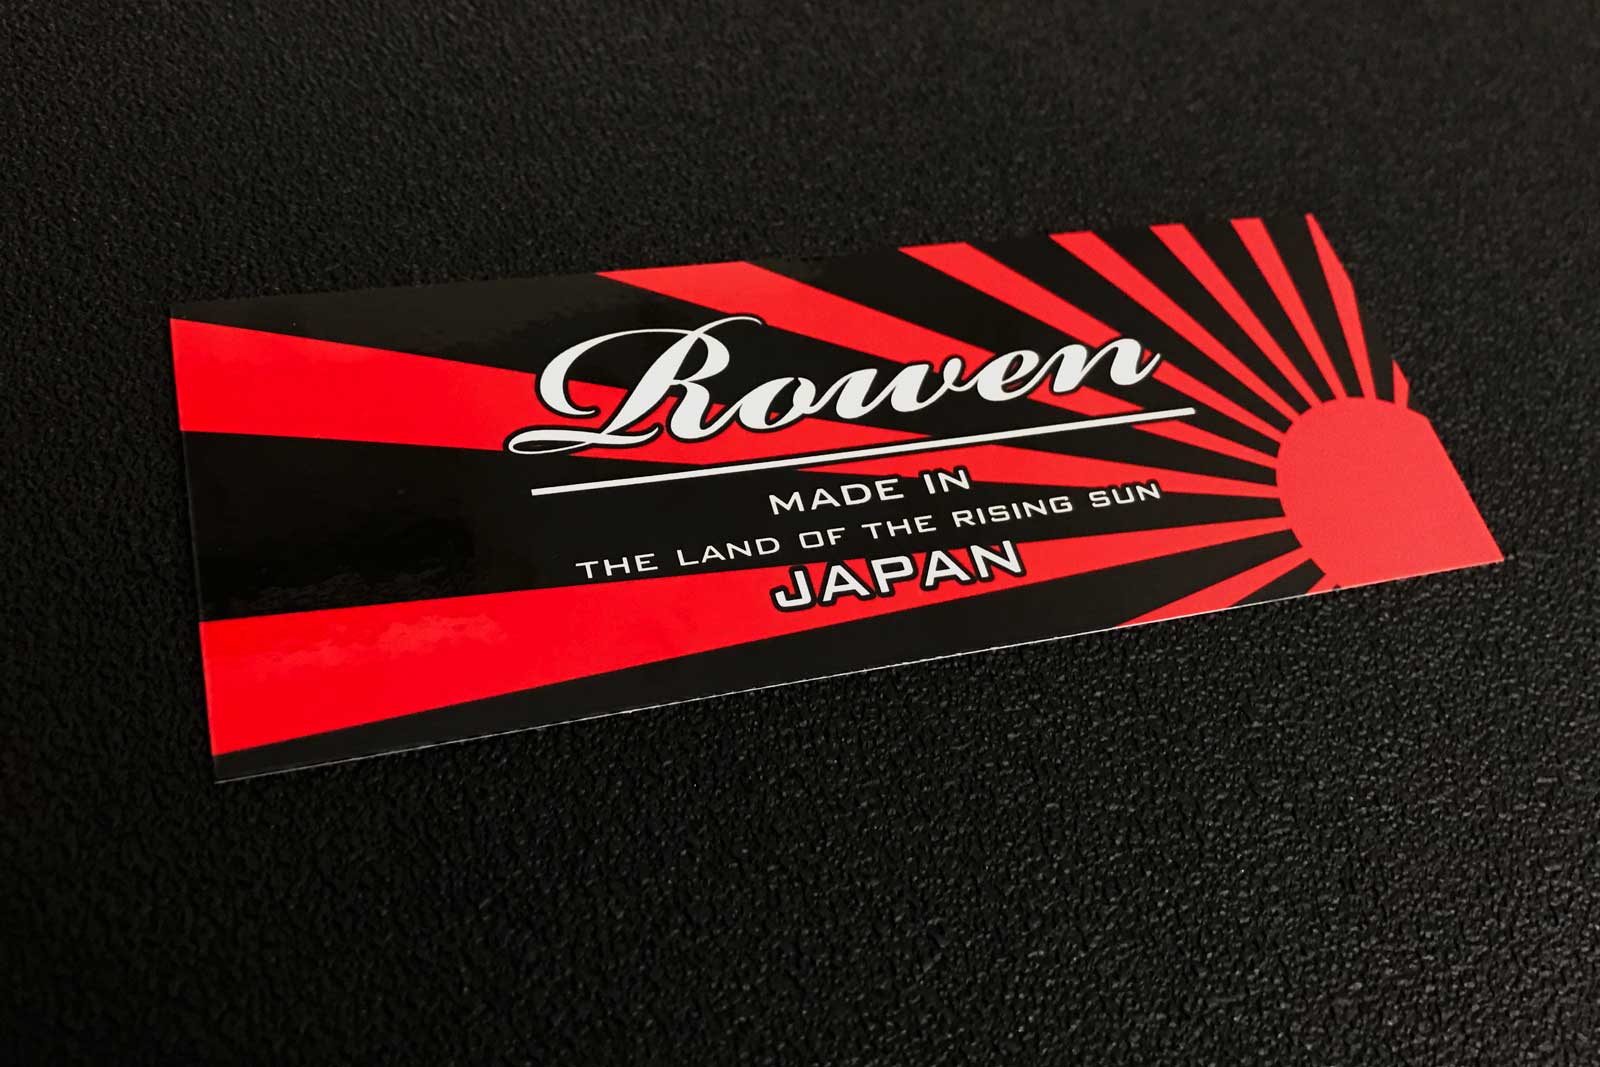 Rowen
MADE IN
THE LAND OF THE RISING SUN
JAPAN